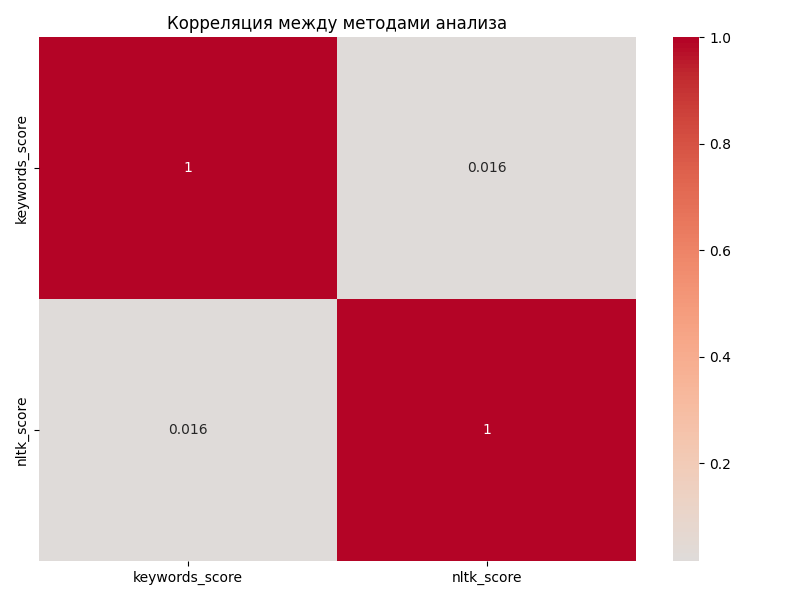 Корреляция между методами анализа
keywords_score
nltk_score
1
0.016
0.016
1
keywords_score
nltk_score
1.0
0.8
0.6
0.4
0.2